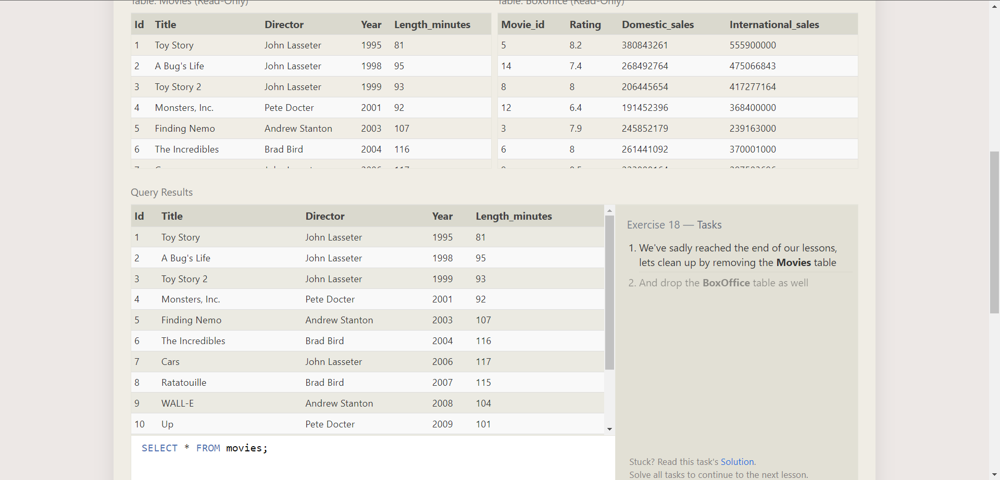 Table: Movies (Read-Only) Table: Boxoffice (Read-Only)
Id Title Director Year Length_minutes Movie_id Rating Domestic_sales International_sales
1 Toy Story John Lasseter 1995 81 5 8.2 380843261 555900000
2 A Bug's Life John Lasseter 1998 95 14 7.4 268492764 475066843
3 Toy Story 2 John Lasseter 1999 93 8 8 206445654 417277164
4 Monsters, Inc. Pete Docter 2001 92 12 6.4 191452396 368400000
5 Finding Nemo Andrew Stanton 2003 107 3 7.9 245852179 239163000
6 The Incredibles Brad Bird 2004 116 6 8 261441092 370001000
Query Results
Id Title Director Year Length_minutes
1 Toy Story John Lasseter 1995 81
2 A Bug's Life John Lasseter 1998 95
3 Toy Story 2 John Lasseter 1999 93
4 Monsters, Inc. Pete Docter 2001 92
5 Finding Nemo Andrew Stanton 2003 107
6 The Incredibles Brad Bird 2004 116
7 Cars John Lasseter 2006 117
8 Ratatouille Brad Bird 2007 115
9 WALL-E Andrew Stanton 2008 104
10 Up Pete Docter 2009 101
SELECT * FROM movies;
Exercise 18 — Tasks
1. We've sadly reached the end of our lessons,
lets clean up by removing the Movies table
2. And drop the BoxOffice table as well
Stuck? Read this task's Solution.
Solve all tasks to continue to the next lesson.